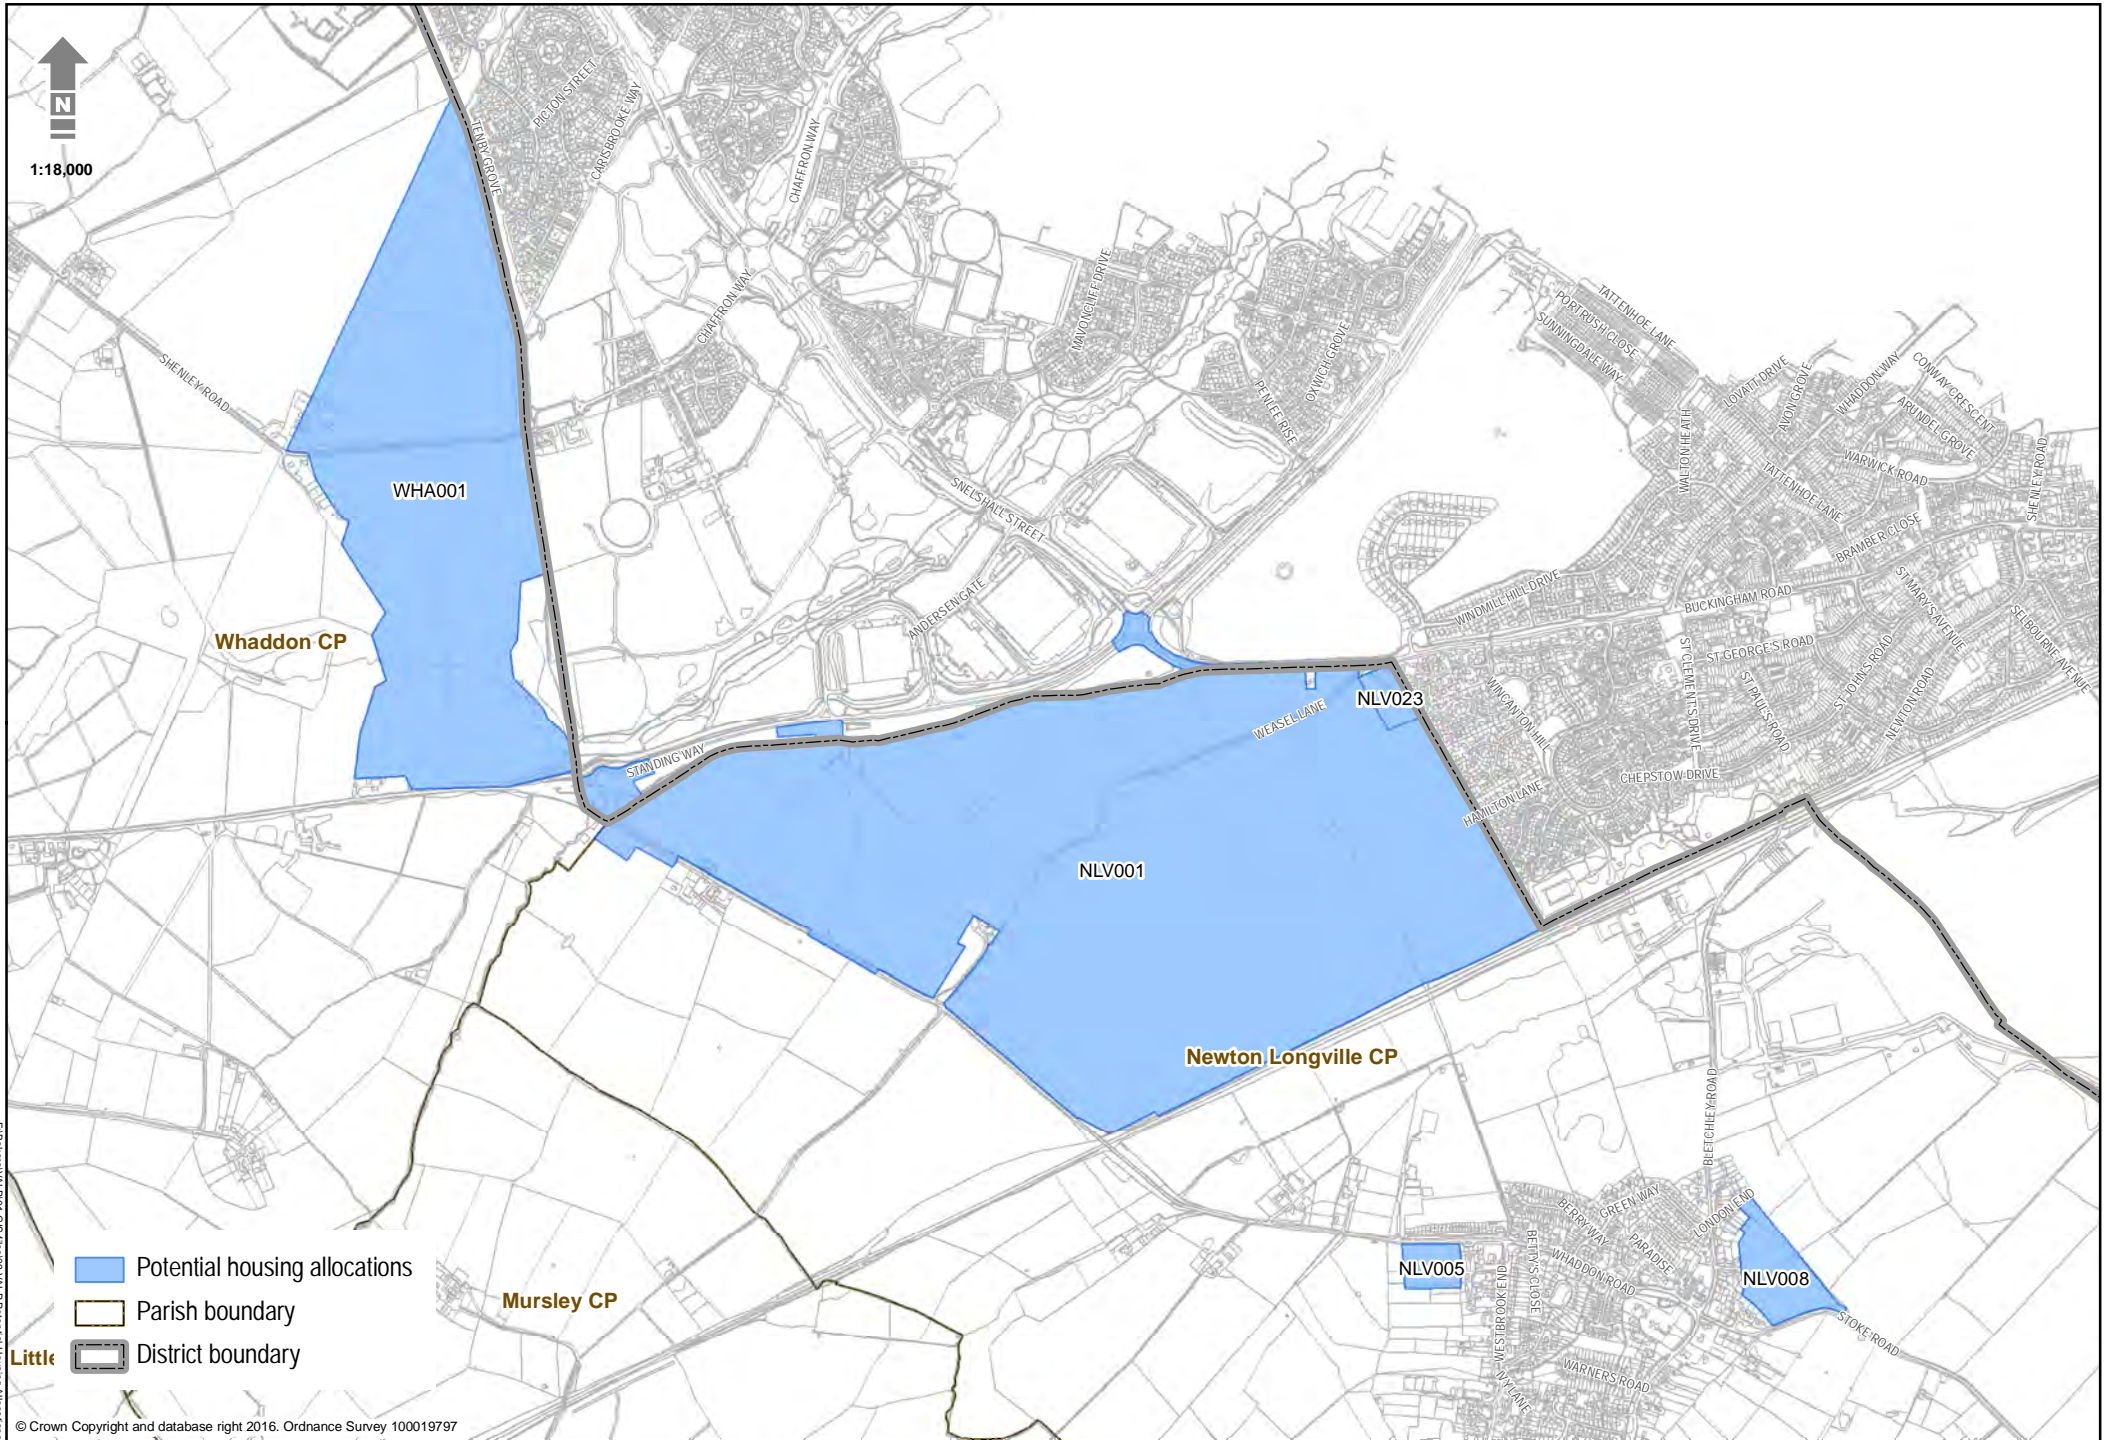 N
1:18,000
PICTON STREET
CARISBROOKE WAY
TENBY GROVE
CHAFFRON WAY
CHAFFRON WAY
MAVONCLIFF DRIVE
OXWICH GROVE
PENLEE RISE
TATTENHOE LANE
PORTRUSH CLOSE
SUNNINGDALE WAY
LOVATT DRIVE
AVON GROVE
WHADDON WAY
CONWAY CRESCENT
ARUNDEL GROVE
WALTON HEATH
TATTENHOE LANE
WARWICK ROAD
SHENLEY ROAD
BRAMBER CLOSE
SHENLEY ROAD
WHA001
SNELSHALL STREET
ANDERSEN GATE
WINDMILL HILL DRIVE
BUCKINGHAM ROAD
ST MARY'S AVENUE
SELBOURNE AVENUE
ST GEORGE'S ROAD
ST CLEMENT'S DRIVE
ST PAUL'S ROAD
ST JOHN'S ROAD
NEWTON ROAD
Whaddon CP
WINCANTON HILL
NLV023
WEASEL LANE
STANDING WAY
CHEPSTOW DRIVE
HAMILTON LANE
NLV001
Newton Longville CP
BLETCHLEY ROAD
GREEN WAY
BERRY WAY
LONDON END
PARADISE
WHADDON ROAD
BETTY'S CLOSE
WESTBROOK END
NLV005
NLV008
STOKE ROAD
WARNERS ROAD
IVY LANE
Potential housing allocations
Parish boundary
District boundary
Mursley CP
Little
© Crown Copyright and database right 2016. Ordnance Survey 100019797